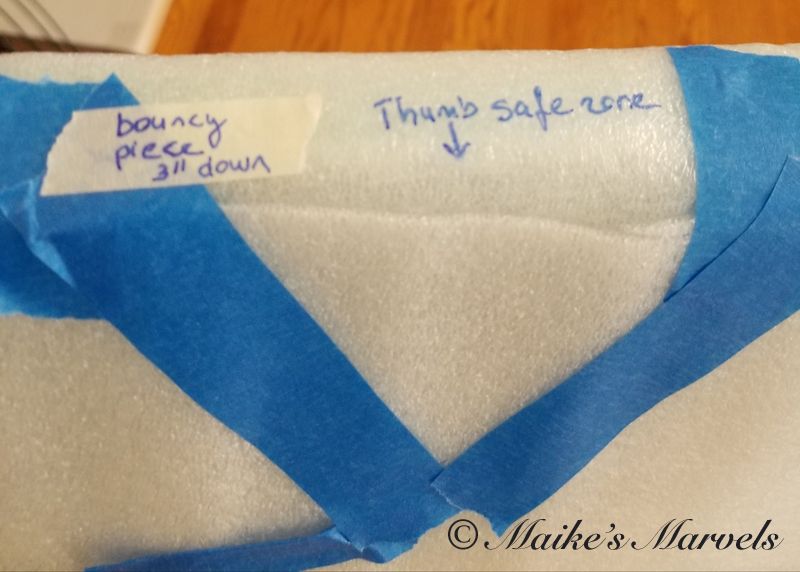 bouncy
piece
3" down
Thumb safe zone
© Maike's Marvels